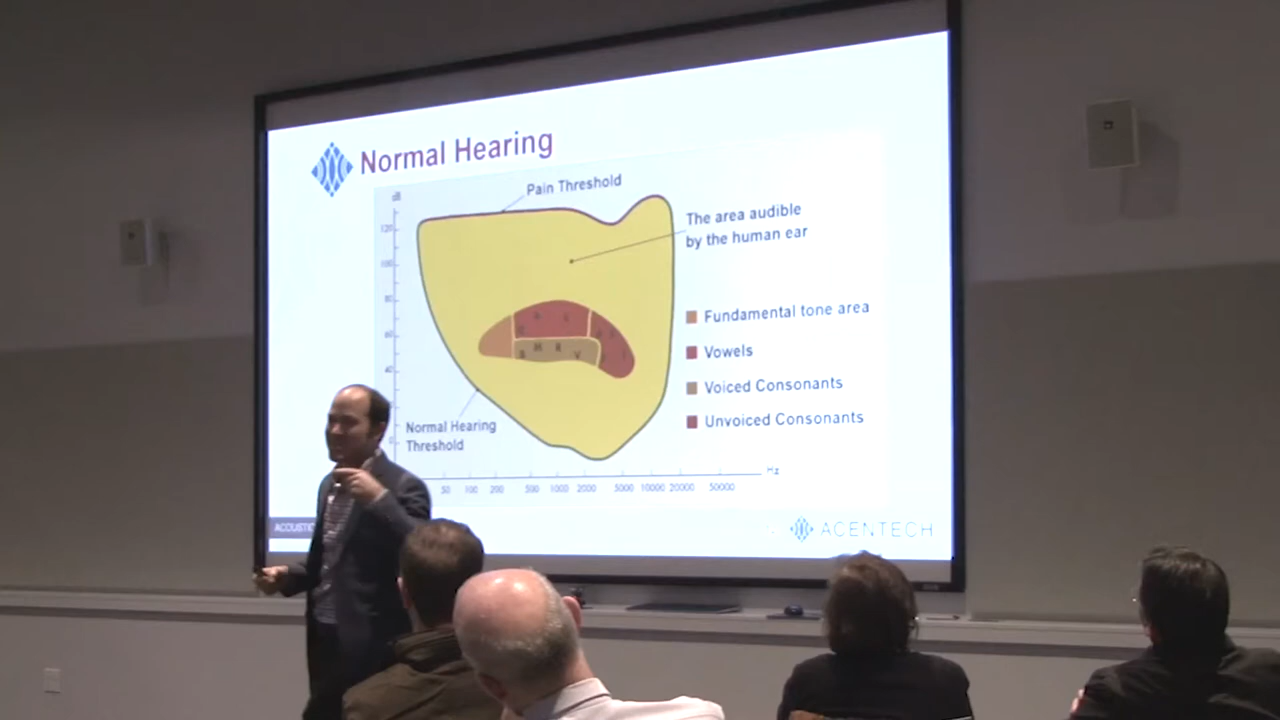 Normal Hearing
dB
Pain Threshold
120
100
80
60
40
The area audible
by the human ear
Fundamental tone area
Vowels
Voiced Consonants
Unvoiced Consonants
M R
V
Normal Hearing
Threshold
0
Hz
50 100 200 500 1000 2000 5000 10000 20000 50000
ACENTECH